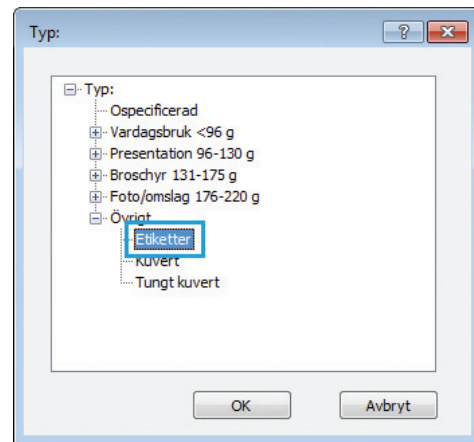 Typ:
?
Typ:
Ospecificerad
Vardagsbruk <96 g
Presentation 96-130 g
Broschyr 131-175 g
Foto/omslag 176-220 g
Övrigt
Etiketter
Kuvert
Tungt kuvert
OK
Avbryt